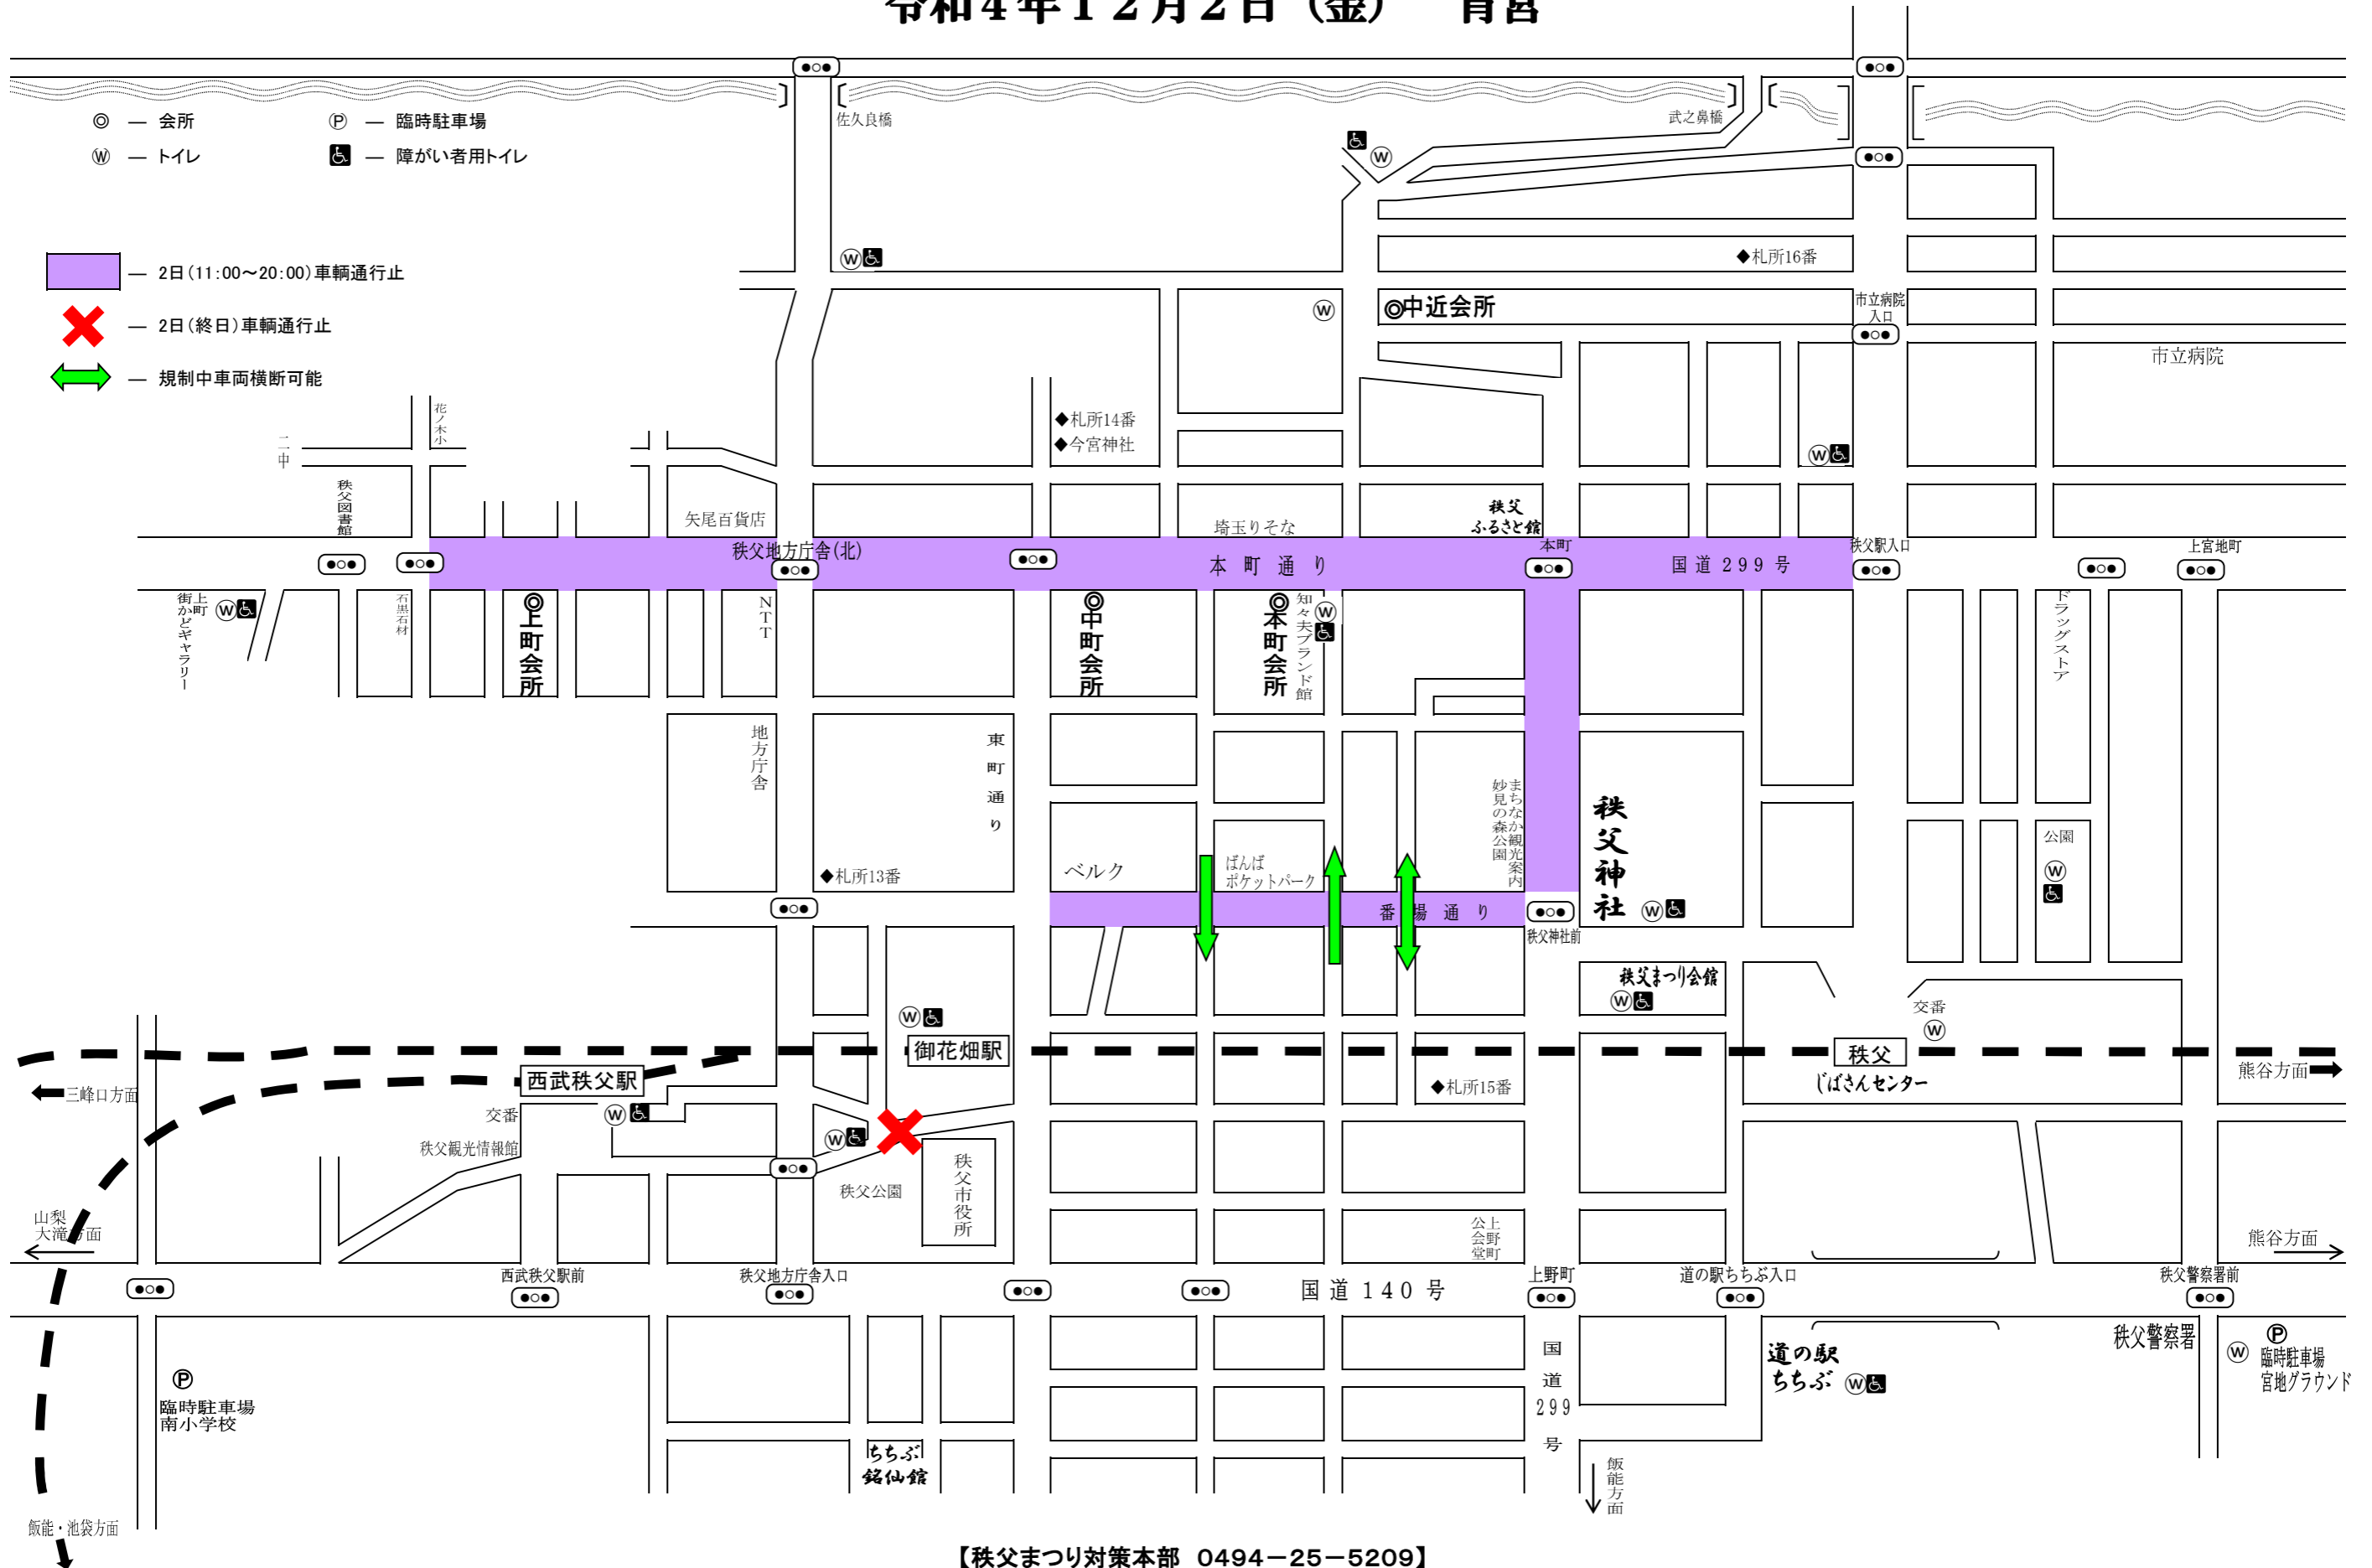 令和４年１２月２日（金）　宵宮
◎ ― 会所
Ⓟ ― 臨時駐車場
Ⓦ ― トイレ
― 障がい者用トイレ
― 2日(11:00～20:00)車輌通行止
― 2日(終日)車輌通行止
― 規制中車両横断可能
佐久良橋
武之鼻橋
◆札所16番
◎中近会所
市立病院
入口
市立病院
花ノ木小
二中
◆札所14番
◆今宮神社
秩父図書館
矢尾百貨店
埼玉りそな
秩父
ふるさと館
秩父地方庁舎(北)
本町通り
本町
国道299号
秩父駅入口
上宮地町
上町
街かどギャラリー
石黒石材
◎上町会所
NTT
◎中町会所
◎本町会所
知々夫ブランド館
ドラッグストア
地方庁舎
東町通り
まちなか観光案内
妙見の森公園
秩父神社
◆札所13番
ベルク
ばんば
ポケットパーク
公園
番場通り
秩父神社前
秩父まつり会館
交番
御花畑駅
西武秩父駅
秩父
じばさんセンター
三峰口方面
熊谷方面
◆札所15番
交番
秩父観光情報館
秩父公園
秩父市役所
山梨
大滝方面
上野町
公会堂
熊谷方面
西武秩父駅前
秩父地方庁舎入口
国道140号
上野町
道の駅ちちぶ入口
秩父警察署前
Ⓟ
臨時駐車場
南小学校
国道299号
道の駅
ちちぶ
秩父警察署
Ⓟ
臨時駐車場
宮地グラウンド
ちちぶ
銘仙館
飯能方面
飯能・池袋方面
【秩父まつり対策本部　0494－25－5209】